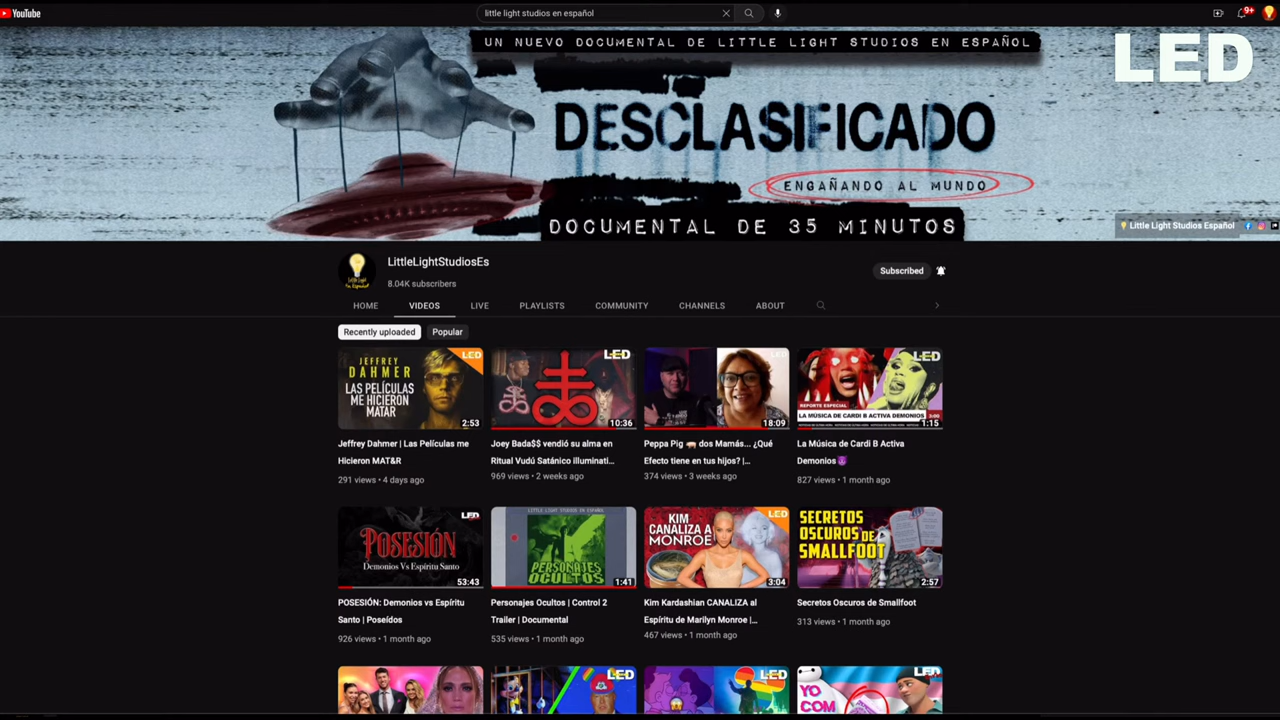 YouTube
little light studios en español
9+
UN NUEVO DOCUMENTAL DE LITTLE LIGHT STUDIOS EN ESPAÑOL
LED
DESCLASIFICADO
ENGAÑANDO AL MUNDO
DOCUMENTAL DE 35 MINUTOS
Little Light Studios Español
LittleLightStudiosEs
8.04K subscribers
Subscribed
HOME VIDEOS LIVE PLAYLISTS COMMUNITY CHANNELS ABOUT
Recently uploaded Popular
JEFFREY
DAHMER
LAS PELÍCULAS
ME HICIERON
MATAR
LED
2:53
LED
10:36
LED
18:09
LED
REPORTE ESPECIAL
LA MÚSICA DE CARDI B ACTIVA DEMONIOS
1:15
Jeffrey Dahmer | Las Películas me
Hicieron MAT&R
291 views • 4 days ago
Joey Bada$$ vendió su alma en
Ritual Vudú Satánico illuminati...
969 views • 2 weeks ago
Peppa Pig 🐖 dos Mamás... ¿Qué
Efecto tiene en tus hijos? |...
374 views • 3 weeks ago
La Música de Cardi B Activa
Demonios😈
827 views • 1 month ago
LED
POSESIÓN
Demonios Vs Espíritu Santo
53:43
LITTLE LIGHT STUDIOS EN ESPAÑOL
PERSONAJES
OCULTOS
1:41
LED
KIM
CANALIZA A
MONROE
3:04
SECRETOS
OSCUROS DE
SMALLFOOT
2:57
POSESIÓN: Demonios vs Espíritu
Santo | Poseídos
926 views • 1 month ago
Personajes Ocultos | Control 2
Trailer | Documental
535 views • 1 month ago
Kim Kardashian CANALIZA al
Espíritu de Marilyn Monroe |...
467 views • 1 month ago
Secretos Oscuros de Smallfoot
313 views • 1 month ago
LED
LED
YO
COM
LED